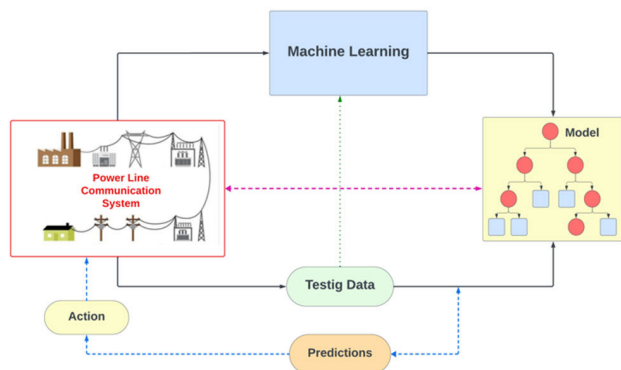 Machine Learning
Model
Power Line
Communication
System
Testig Data
Action
Predictions